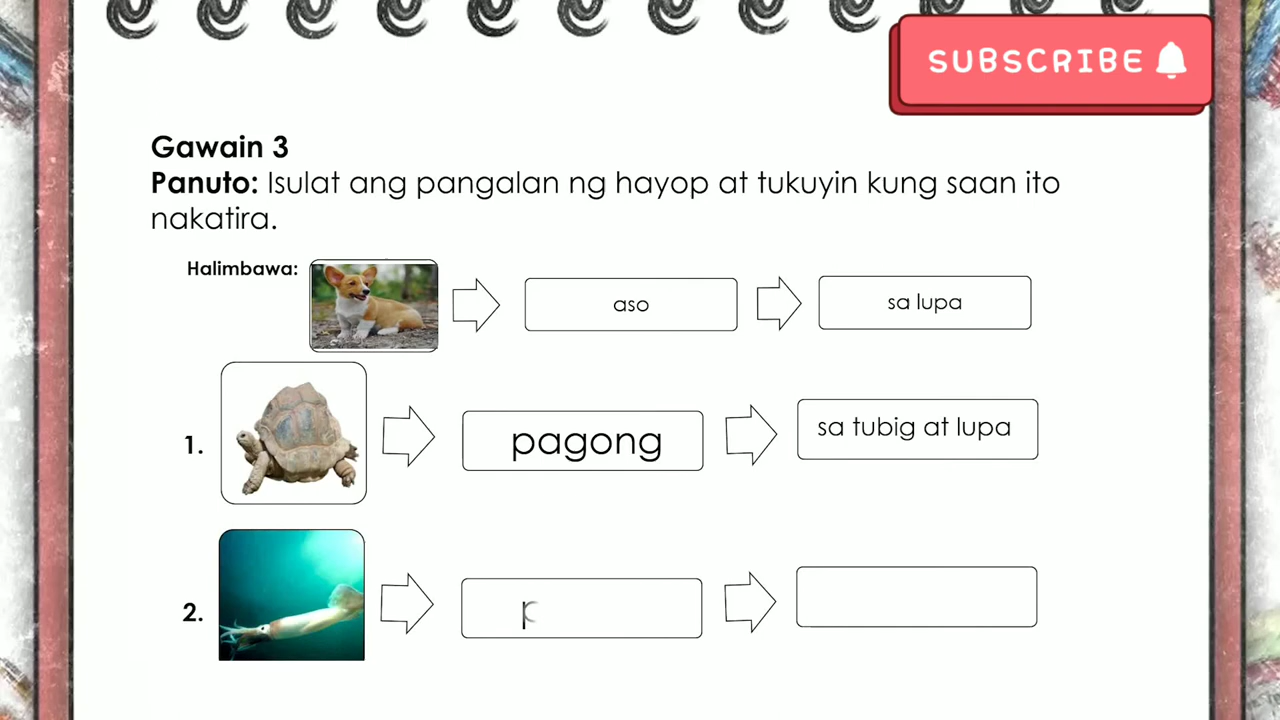 SUBSCRIBE
Gawain 3
Panuto: Isulat ang pangalan ng hayop at tukuyin kung saan ito
nakatira.
Halimbawa:
aso
sa lupa
1.
pagong
sa tubig at lupa
2.
p